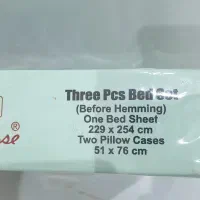 Three Pcs Bed Set
(Before Hemming)
One Bed Sheet
229 x 254 cm
Two Pillow Cases
51 x 76 cm
®